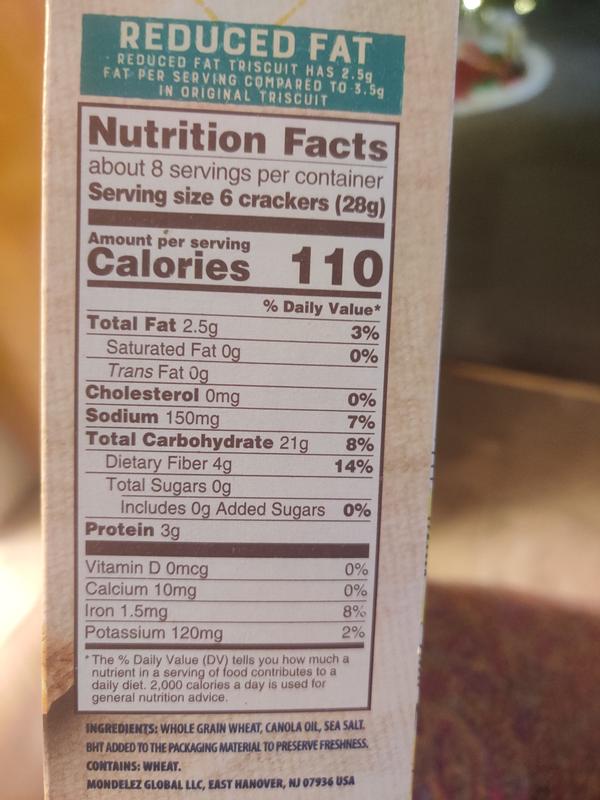 REDUCED FAT
REDUCED FAT TRISCUIT HAS 2.5g
FAT PER SERVING COMPARED TO 3.5g
IN ORIGINAL TRISCUIT
Nutrition Facts
about 8 servings per container
Serving size 6 crackers (28g)
Amount per serving
Calories 110
% Daily Value*
Total Fat 2.5g 3%
Saturated Fat 0g 0%
Trans Fat 0g
Cholesterol 0mg 0%
Sodium 150mg 7%
Total Carbohydrate 21g 8%
Dietary Fiber 4g 14%
Total Sugars 0g
Includes 0g Added Sugars 0%
Protein 3g
Vitamin D 0mcg 0%
Calcium 10mg 0%
Iron 1.5mg 8%
Potassium 120mg 2%
* The % Daily Value (DV) tells you how much a
nutrient in a serving of food contributes to a
daily diet. 2,000 calories a day is used for
general nutrition advice.
INGREDIENTS: WHOLE GRAIN WHEAT, CANOLA OIL, SEA SALT.
BHT ADDED TO THE PACKAGING MATERIAL TO PRESERVE FRESHNESS.
CONTAINS: WHEAT.
MONDELEZ GLOBAL LLC, EAST HANOVER, NJ 07936 USA